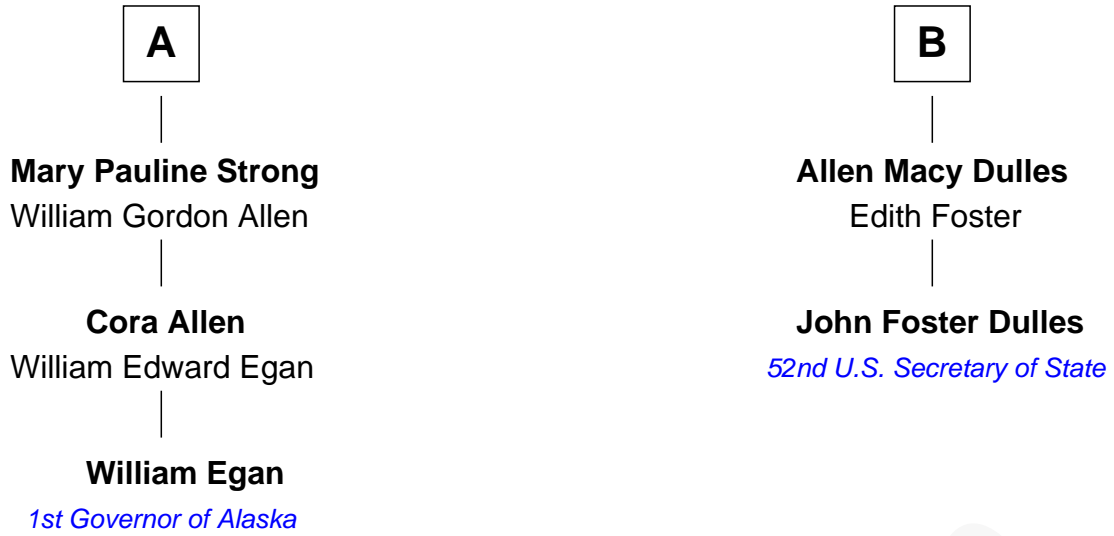 A
Mary Pauline Strong
William Gordon Allen
Cora Allen
William Edward Egan
William Egan
1st Governor of Alaska
B
Allen Macy Dulles
Edith Foster
John Foster Dulles
52nd U.S. Secretary of State